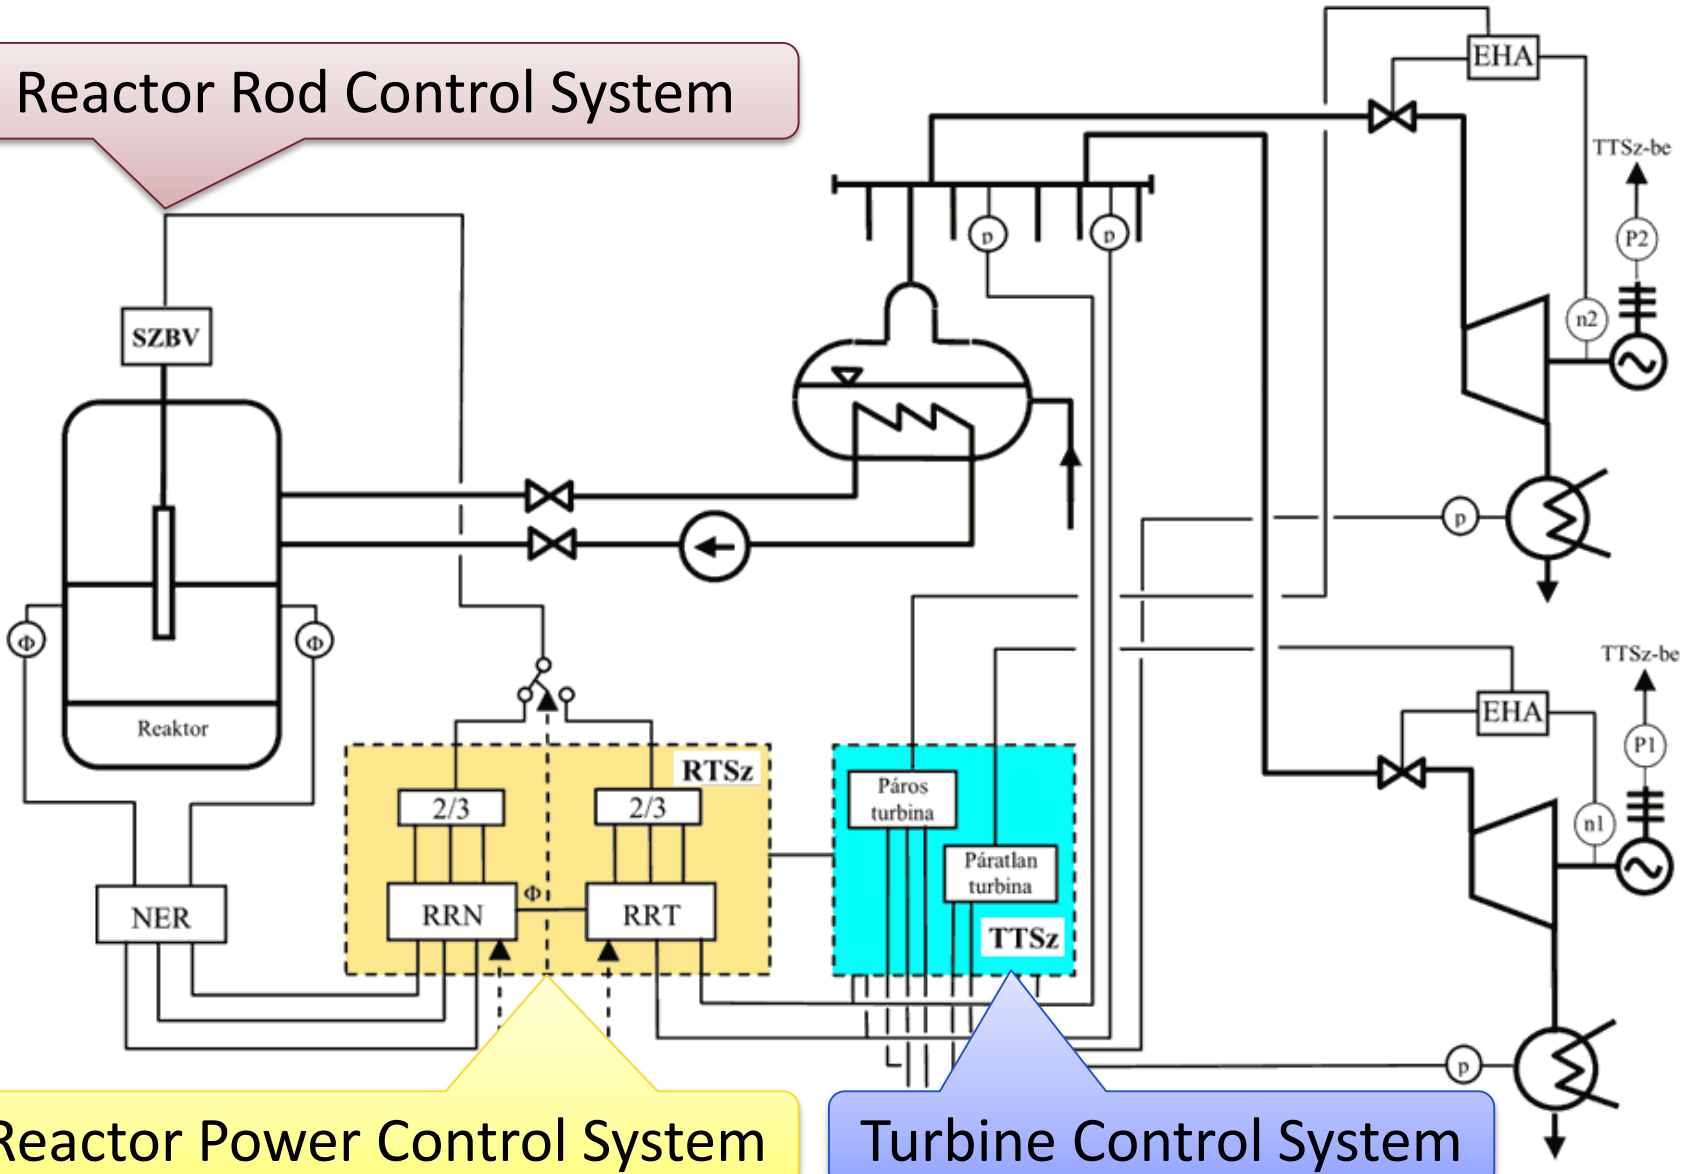 Reactor Rod Control System
EHA
TTSz-be
P2
n2
p
p
SZBV
p
TTSz-be
EHA
P1
n1
Φ
Φ
Reaktor
RTSz
2/3
2/3
Páros
turbina
Páratlan
turbina
NER
RRN
Φ
RRT
TTSz
p
Reactor Power Control System
Turbine Control System